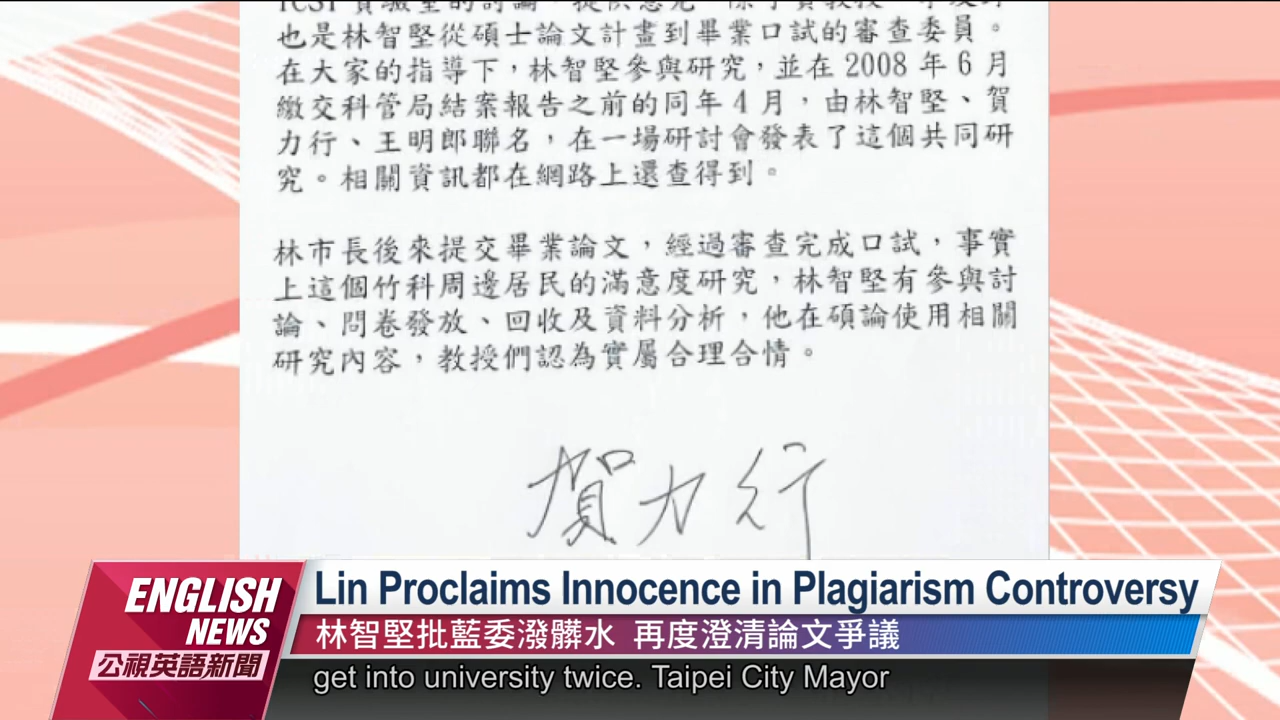 也是林智堅從碩士論文計畫到畢業口試的審查委員。
在大家的指導下，林智堅參與研究，並在 2008 年 6 月
繳交科管局結案報告之前的同年 4 月，由林智堅、賀
力行、王明郎聯名，在一場研討會發表了這個共同研
究。相關資訊都在網路上還查得到。
林市長後來提交畢業論文，經過審查完成口試，事實
上這個竹科周邊居民的滿意度研究，林智堅有參與討
論、問卷發放、回收及資料分析，他在碩論使用相關
研究內容，教授們認為實屬合理合情。
賀力行
ENGLISH
NEWS
公視英語新聞
Lin Proclaims Innocence in Plagiarism Controversy
林智堅批藍委潑髒水 再度澄清論文爭議
get into university twice. Taipei City Mayor